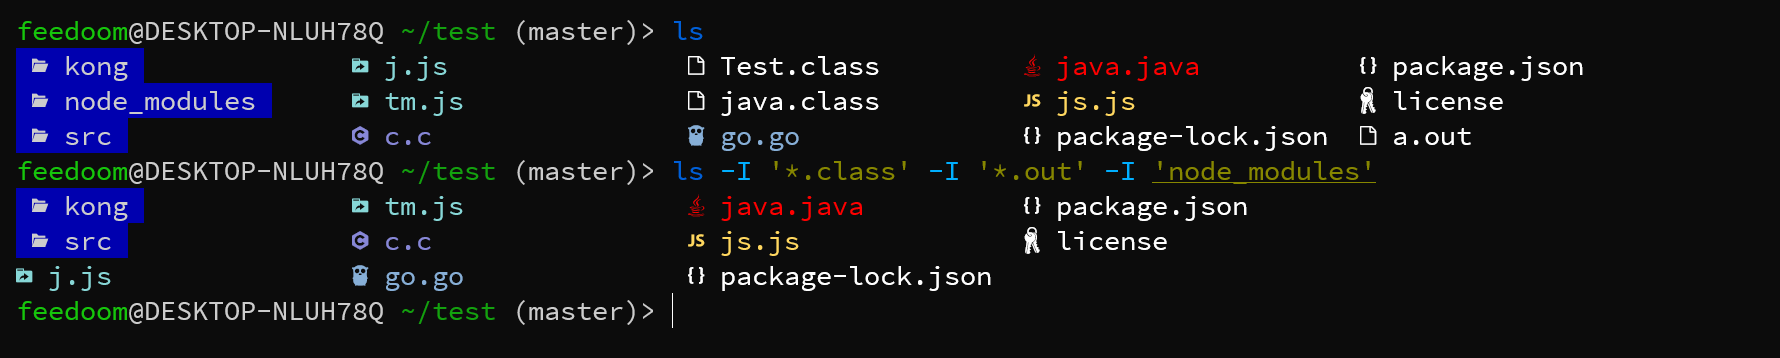 feedoom@DESKTOP-NLUH78Q ~/test (master)> ls
kong j.js Test.class java.java package.json
node_modules tm.js java.class JS js.js license
src C c.c go.go {} package-lock.json a.out
feedoom@DESKTOP-NLUH78Q ~/test (master)> ls -I '*.class' -I '*.out' -I 'node_modules'
kong tm.js java.java {} package.json
src C c.c JS js.js license
j.js go.go {} package-lock.json
feedoom@DESKTOP-NLUH78Q ~/test (master)>